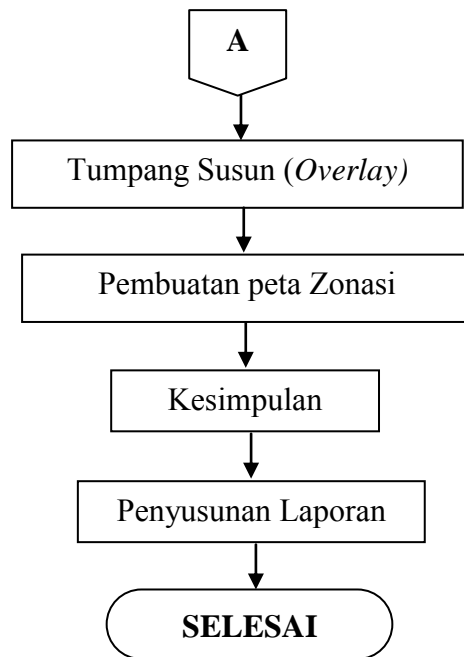 A
Tumpang Susun (Overlay)
Pembuatan peta Zonasi
Kesimpulan
Penyusunan Laporan
SELESAI